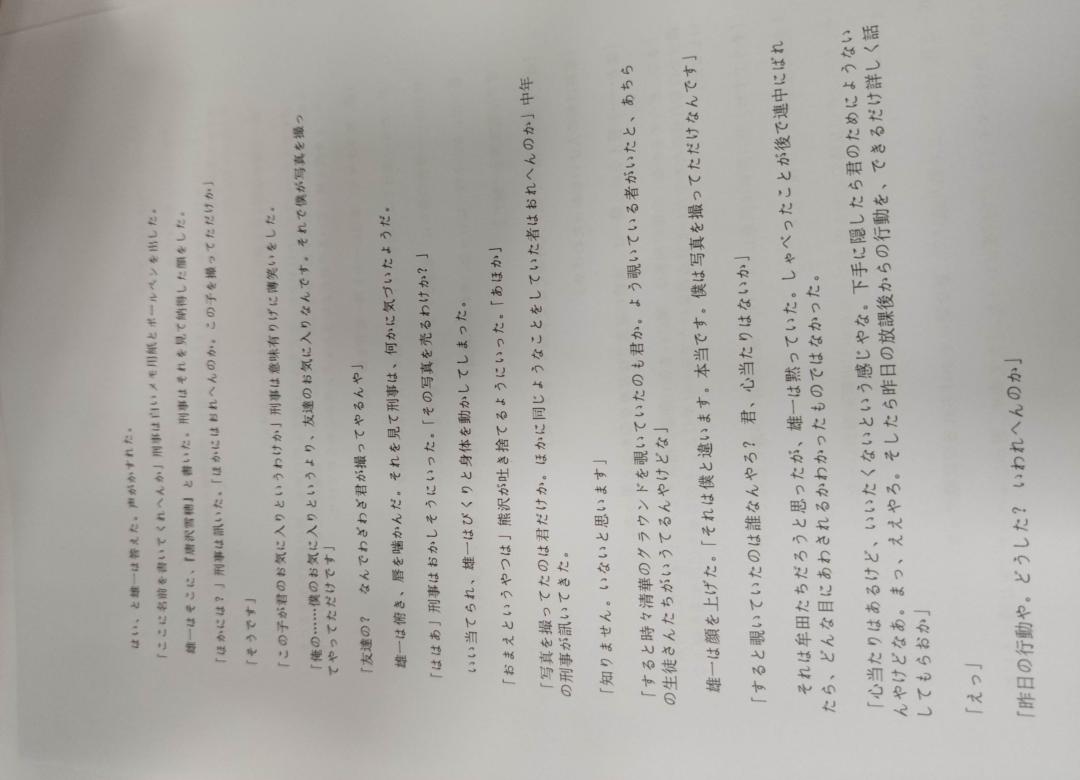 はい、と雄一は答えた。声がかすれた。
「ここに名前を書いてくれへんか」刑事は白いメモ用紙とボールペンを出した。
雄一はそこに、『唐沢雪穂』と書いた。刑事はそれを見て納得した顔をした。
「ほかには？」刑事は訊いた。「ほかにはおれへんのか。この子を撮ってただけか」
「そうです」
「この子が君のお気に入りというわけか」刑事は意味有りげに薄笑いをした。
「俺の……僕のお気に入りというより、友達のお気に入りなんです。それで僕が写真を撮っ
てやってただけです」
「友達の？　なんでわざわざ君が撮ってやるんや」
雄一は俯き、唇を噛かんだ。それを見て刑事は、何かに気づいたようだ。
「ははあ」刑事はおかしそうにいった。「その写真を売るわけか？」
いい当てられ、雄一はびくりと身体を動かしてしまった。
「おまえというやつは」熊沢が吐き捨てるようにいった。「あほか」
「写真を撮ってたのは君だけか。ほかに同じようなことをしていた者はおれへんのか」中年
の刑事が訊いてきた。
「知りません。いないと思います」
「すると時々清華のグラウンドを覗いていたのも君か。よう覗いている者がいたと、あちら
の生徒さんたちがいうてるんやけどな」
雄一は顔を上げた。「それは僕と違います。本当です。僕は写真を撮ってただけなんです」
「すると覗いていたのは誰なんやろ？　君、心当たりはないか」
それは牟田たちだろうと思ったが、雄一は黙っていた。しゃべったことが後で連中にばれ
たら、どんな目にあわされるかわかったものではなかった。
「心当たりはあるけど、いいたくないという感じやな。下手に隠したら君のためにようない
んやけどなあ。まっ、ええやろ。そしたら昨日の放課後からの行動を、できるだけ詳しく話
してもらおか」
「えっ」
「昨日の行動や。どうした？　いわれへんのか」